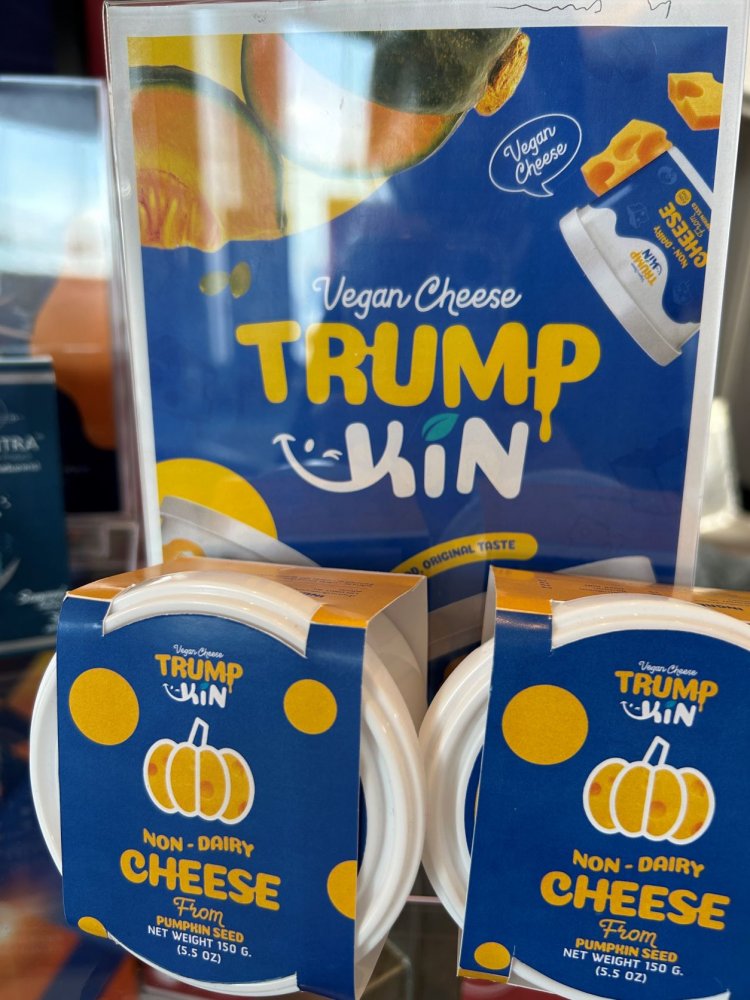 Vegan
Cheese
TRUMP
KiN
NON - DAIRY
CHEESE
From
Vegan Cheese
TRUMP
KiN
ORIGINAL TASTE
TRA™
Vegan Cheese
TRUMP
KiN
NON - DAIRY
CHEESE
From
PUMPKIN SEED
NET WEIGHT 150 G.
(5.5 OZ)
Vegan Cheese
TRUMP
KiN
NON - DAIRY
CHEESE
From
PUMPKIN SEED
NET WEIGHT 150 G.
(5.5 OZ)